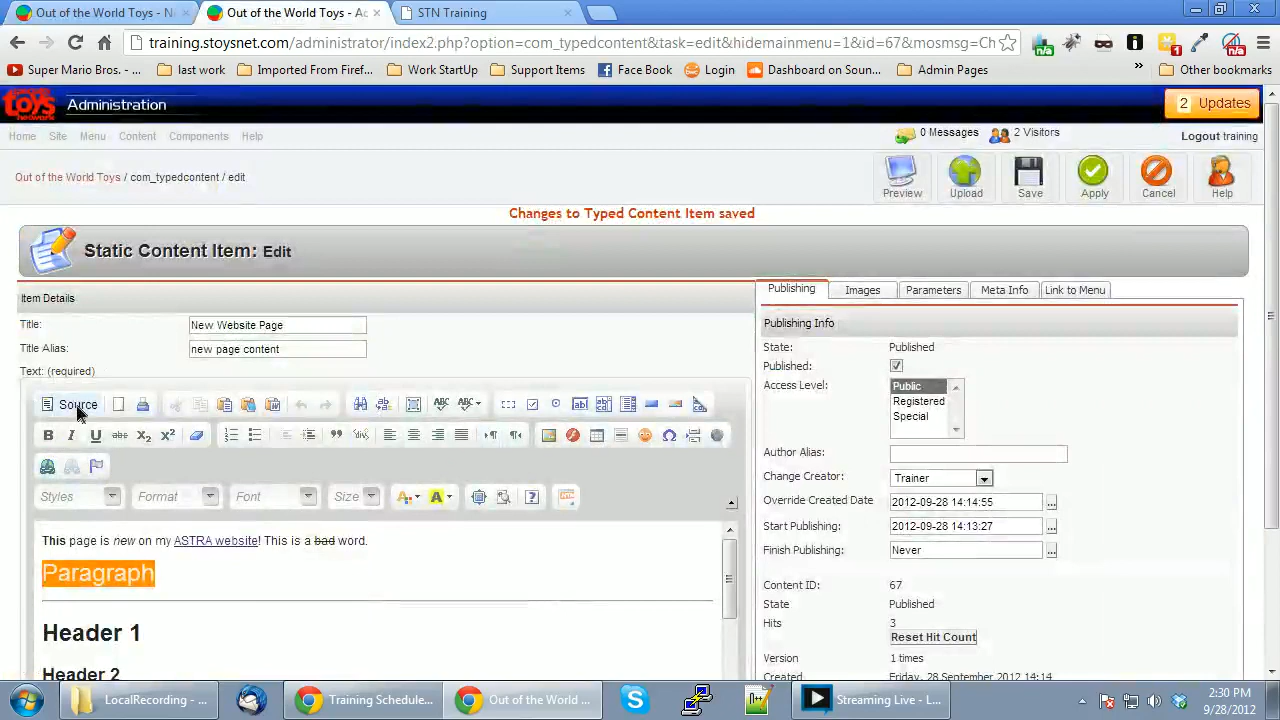 Out of the World Toys - N
Out of the World Toys - Ac
STN Training
training.stoysnet.com/administrator/index2.php?option=com_typedcontent&task=edit&hidemainmenu=1&id=67&mosmsg=Ch
n/a
n/a
Super Mario Bros. - ...
last work
Imported From Firef...
Work StartUp
Support Items
Face Book
Login
Dashboard on Soun...
Admin Pages
»
Other bookmarks
toys
Administration
2 Updates
Home
Site
Menu
Content
Components
Help
0 Messages
2 Visitors
Logout training
Out of the World Toys / com_typedcontent / edit
Preview
Upload
Save
Apply
Cancel
Help
Changes to Typed Content Item saved
Static Content Item: Edit
Item Details
Title:
New Website Page
Title Alias:
new page content
Text: (required)
Source
Styles
Format
Font
Size
This page is new on my ASTRA website! This is a bad word.
Paragraph
Header 1
Header 2
Publishing
Images
Parameters
Meta Info
Link to Menu
Publishing Info
State:
Published
Published:
Access Level:
Public
Registered
Special
Author Alias:
Change Creator:
Trainer
Override Created Date
2012-09-28 14:14:55
...
Start Publishing:
2012-09-28 14:13:27
...
Finish Publishing:
Never
...
Content ID:
67
State
Published
Hits
3
Reset Hit Count
Version
1 times
Created
Friday, 28 September 2012 14:14
LocalRecording - ...
Training Schedule...
Out of the World ...
Streaming Live - L...
2:30 PM
9/28/2012